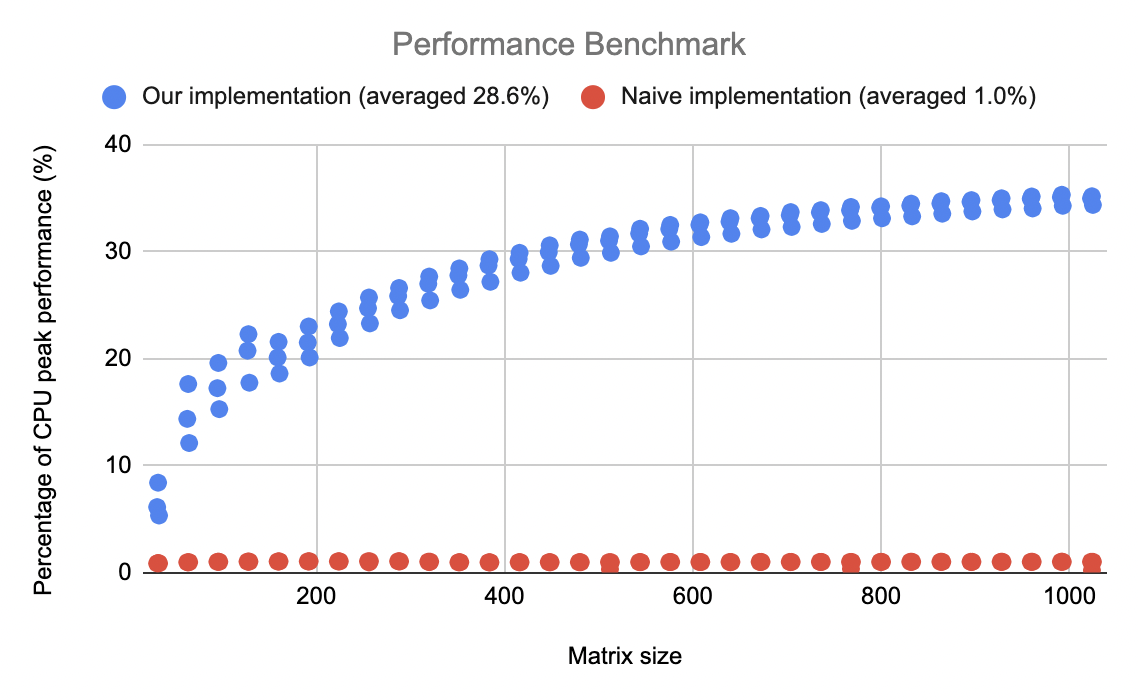 Performance Benchmark
Our implementation (averaged 28.6%) Naive implementation (averaged 1.0%)
Percentage of CPU peak performance (%)
40
30
20
10
0
200 400 600 800 1000
Matrix size